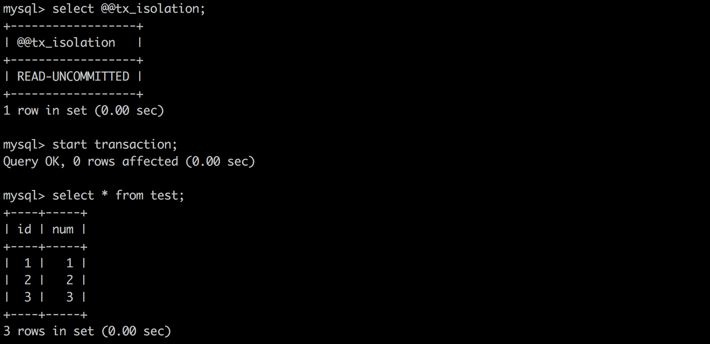 mysql> select @@tx_isolation;
+------------------+
| @@tx_isolation   |
+------------------+
| READ-UNCOMMITTED |
+------------------+
1 row in set (0.00 sec)

mysql> start transaction;
Query OK, 0 rows affected (0.00 sec)

mysql> select * from test;
+----+-----+
| id | num |
+----+-----+
|  1 |   1 |
|  2 |   2 |
|  3 |   3 |
+----+-----+
3 rows in set (0.00 sec)